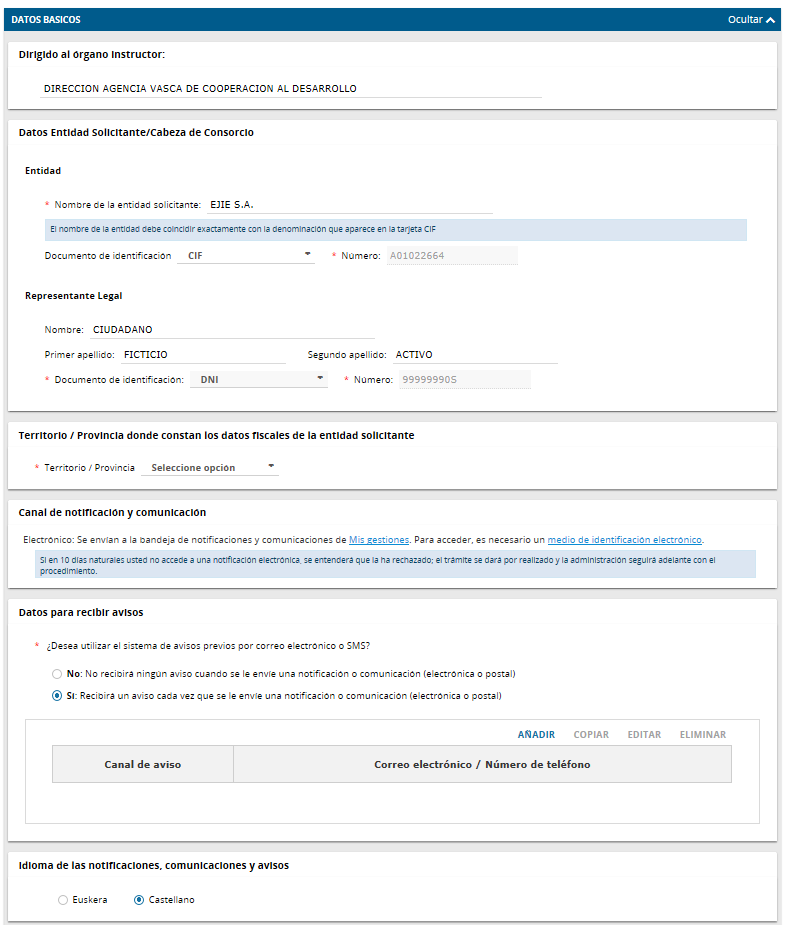 DATOS BASICOS Ocultar
Dirigido al órgano instructor:
DIRECCION AGENCIA VASCA DE COOPERACION AL DESARROLLO
Datos Entidad Solicitante/Cabeza de Consorcio
Entidad
* Nombre de la entidad solicitante: EJIE S.A.
El nombre de la entidad debe coincidir exactamente con la denominación que aparece en la tarjeta CIF
Documento de identificación CIF * Número: A01022664
Representante Legal
Nombre: CIUDADANO
Primer apellido: FICTICIO Segundo apellido: ACTIVO
* Documento de identificación: DNI * Número: 99999990S
Territorio / Provincia donde constan los datos fiscales de la entidad solicitante
* Territorio / Provincia Seleccione opción
Canal de notificación y comunicación
Electrónico: Se envían a la bandeja de notificaciones y comunicaciones de Mis gestiones. Para acceder, es necesario un medio de identificación electrónico.
Si en 10 días naturales usted no accede a una notificación electrónica, se entenderá que la ha rechazado; el trámite se dará por realizado y la administración seguirá adelante con el
procedimiento.
Datos para recibir avisos
* ¿Desea utilizar el sistema de avisos previos por correo electrónico o SMS?
No: No recibirá ningún aviso cuando se le envíe una notificación o comunicación (electrónica o postal)
Si: Recibirá un aviso cada vez que se le envíe una notificación o comunicación (electrónica o postal)
AÑADIR COPIAR EDITAR ELIMINAR
Canal de aviso Correo electrónico / Número de teléfono
Idioma de las notificaciones, comunicaciones y avisos
Euskera Castellano